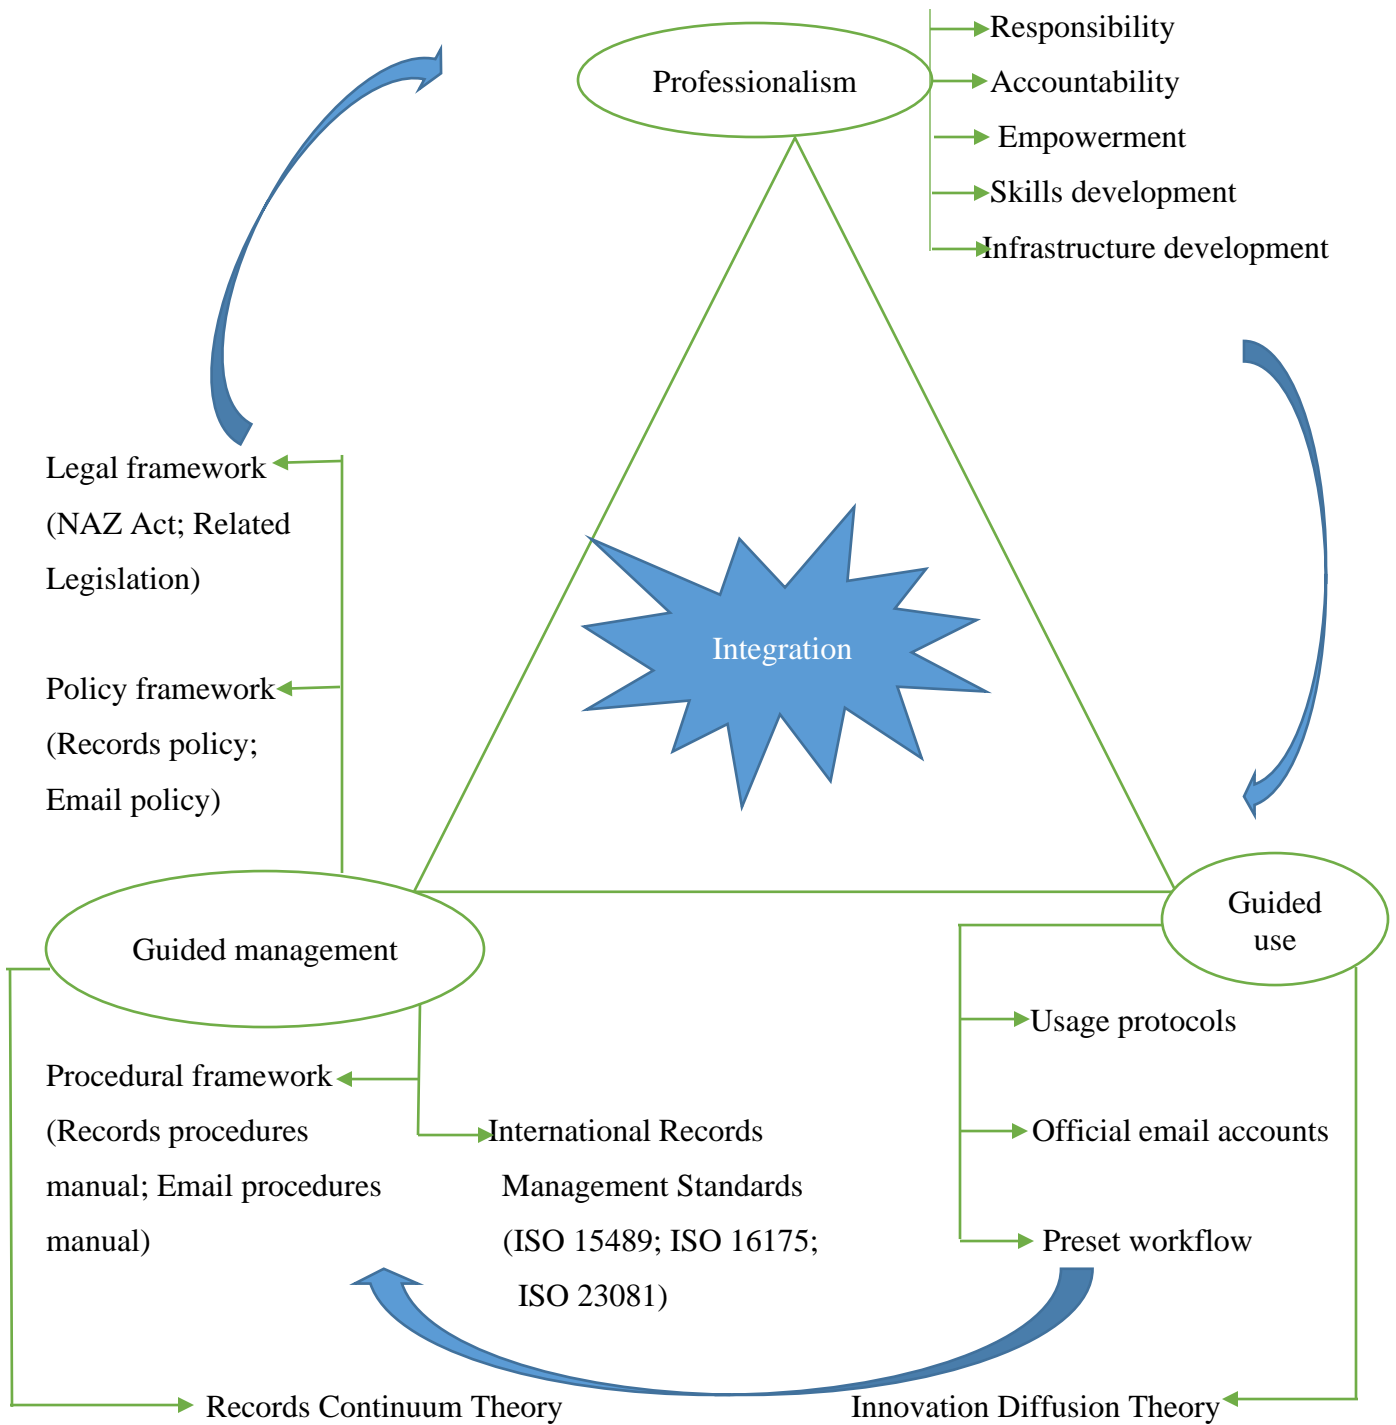 Responsibility
Professionalism
Accountability
Empowerment
Skills development
Infrastructure development
Legal framework
(NAZ Act; Related
Legislation)
Integration
Policy framework
(Records policy;
Email policy)
Guided management
Guided
use
Procedural framework
(Records procedures
manual; Email procedures
manual)
International Records
Management Standards
(ISO 15489; ISO 16175;
ISO 23081)
Usage protocols
Official email accounts
Preset workflow
Records Continuum Theory
Innovation Diffusion Theory